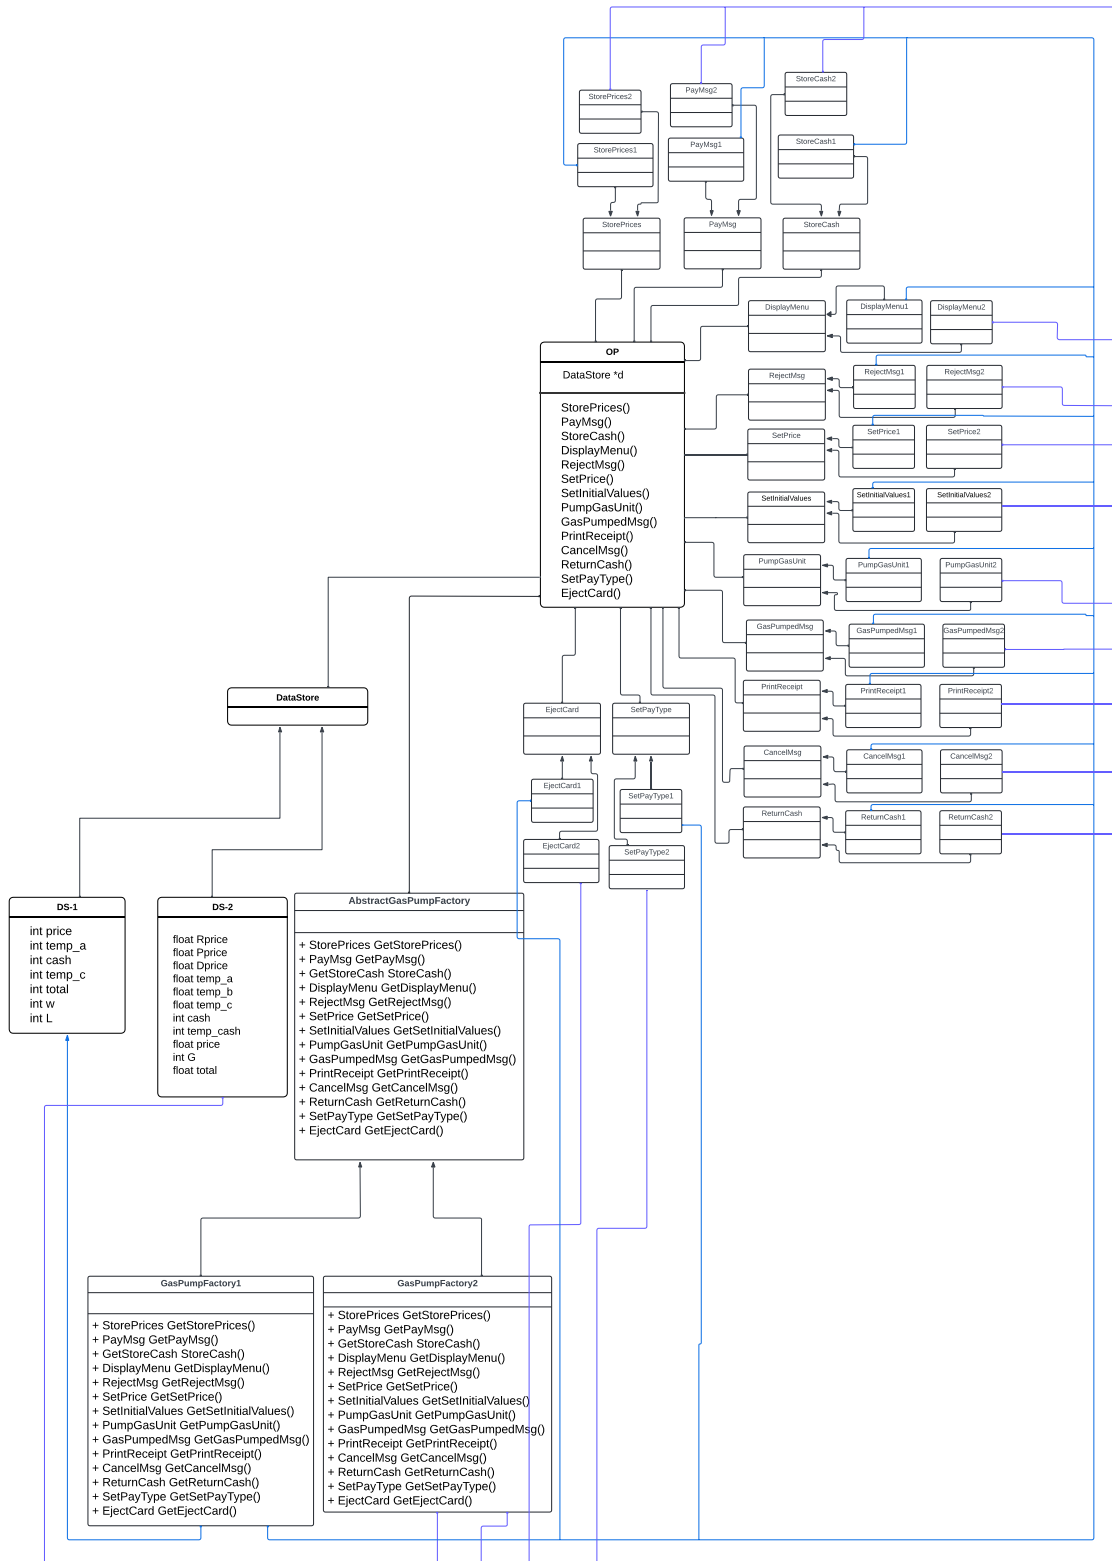 StoreCash2
PayMsg2
StorePrices2
StoreCash1
PayMsg1
StorePrices1
StorePrices
PayMsg
StoreCash
DisplayMenu
DisplayMenu1
DisplayMenu2
OP
DataStore *d
StorePrices()
PayMsg()
StoreCash()
DisplayMenu()
RejectMsg()
SetPrice()
SetInitialValues()
PumpGasUnit()
GasPumpedMsg()
PrintReceipt()
CancelMsg()
ReturnCash()
SetPayType()
EjectCard()
RejectMsg
RejectMsg1
RejectMsg2
SetPrice
SetPrice1
SetPrice2
SetInitialValues
SetInitialValues1
SetInitialValues2
PumpGasUnit
PumpGasUnit1
PumpGasUnit2
GasPumpedMsg
GasPumpedMsg1
GasPumpedMsg2
PrintReceipt
PrintReceipt1
PrintReceipt2
CancelMsg
CancelMsg1
CancelMsg2
ReturnCash
ReturnCash1
ReturnCash2
DataStore
EjectCard
SetPayType
EjectCard1
SetPayType1
EjectCard2
SetPayType2
DS-1
int price
int temp_a
int cash
int temp_c
int total
int w
int L
DS-2
float Rprice
float Pprice
float Dprice
float temp_a
float temp_b
float temp_c
int cash
int temp_cash
float price
int G
float total
AbstractGasPumpFactory
+ StorePrices GetStorePrices()
+ PayMsg GetPayMsg()
+ GetStoreCash StoreCash()
+ DisplayMenu GetDisplayMenu()
+ RejectMsg GetRejectMsg()
+ SetPrice GetSetPrice()
+ SetInitialValues GetSetInitialValues()
+ PumpGasUnit GetPumpGasUnit()
+ GasPumpedMsg GetGasPumpedMsg()
+ PrintReceipt GetPrintReceipt()
+ CancelMsg GetCancelMsg()
+ ReturnCash GetReturnCash()
+ SetPayType GetSetPayType()
+ EjectCard GetEjectCard()
GasPumpFactory1
+ StorePrices GetStorePrices()
+ PayMsg GetPayMsg()
+ GetStoreCash StoreCash()
+ DisplayMenu GetDisplayMenu()
+ RejectMsg GetRejectMsg()
+ SetPrice GetSetPrice()
+ SetInitialValues GetSetInitialValues()
+ PumpGasUnit GetPumpGasUnit()
+ GasPumpedMsg GetGasPumpedMsg()
+ PrintReceipt GetPrintReceipt()
+ CancelMsg GetCancelMsg()
+ ReturnCash GetReturnCash()
+ SetPayType GetSetPayType()
+ EjectCard GetEjectCard()
GasPumpFactory2
+ StorePrices GetStorePrices()
+ PayMsg GetPayMsg()
+ GetStoreCash StoreCash()
+ DisplayMenu GetDisplayMenu()
+ RejectMsg GetRejectMsg()
+ SetPrice GetSetPrice()
+ SetInitialValues GetSetInitialValues()
+ PumpGasUnit GetPumpGasUnit()
+ GasPumpedMsg GetGasPumpedMsg()
+ PrintReceipt GetPrintReceipt()
+ CancelMsg GetCancelMsg()
+ ReturnCash GetReturnCash()
+ SetPayType GetSetPayType()
+ EjectCard GetEjectCard()